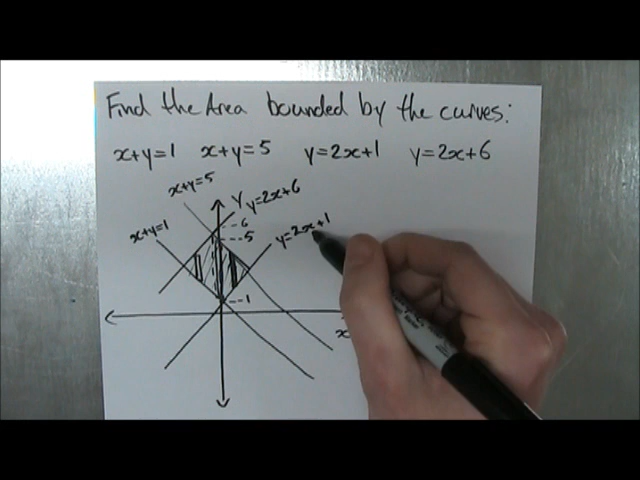 Find the Area bounded by the curves:
x+y=1 x+y=5 y=2x+1 y=2x+6
x+y=5
Y y=2x+6
x+y=1
6
5
y=2x+1
1
x